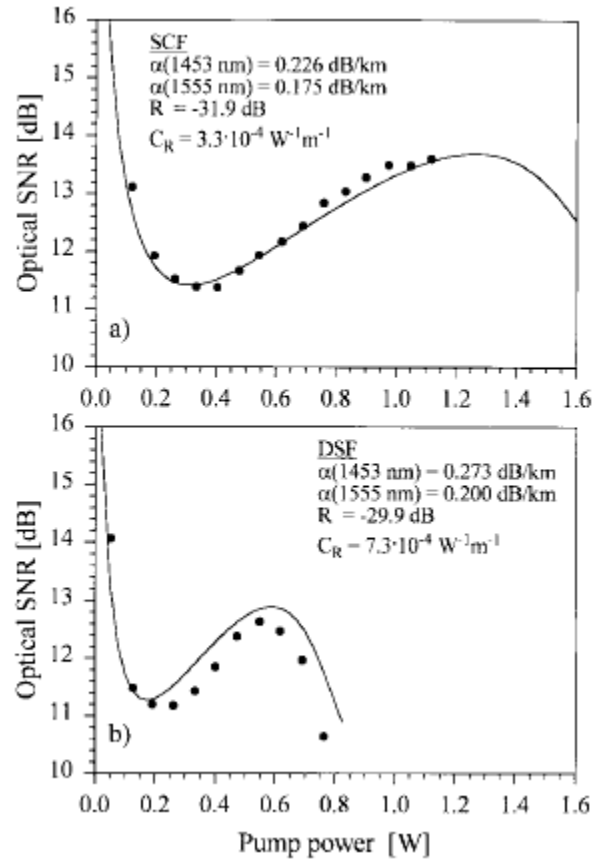 16
15
14
13
12
11
10
Optical SNR [dB]
SCF
α(1453 nm) = 0.226 dB/km
α(1555 nm) = 0.175 dB/km
R = -31.9 dB
C_R = 3.3·10⁻⁴ W⁻¹m⁻¹
a)
0.0 0.2 0.4 0.6 0.8 1.0 1.2 1.4 1.6
16
15
14
13
12
11
10
Optical SNR [dB]
DSF
α(1453 nm) = 0.273 dB/km
α(1555 nm) = 0.200 dB/km
R = -29.9 dB
C_R = 7.3·10⁻⁴ W⁻¹m⁻¹
b)
0.0 0.2 0.4 0.6 0.8 1.0 1.2 1.4 1.6
Pump power [W]